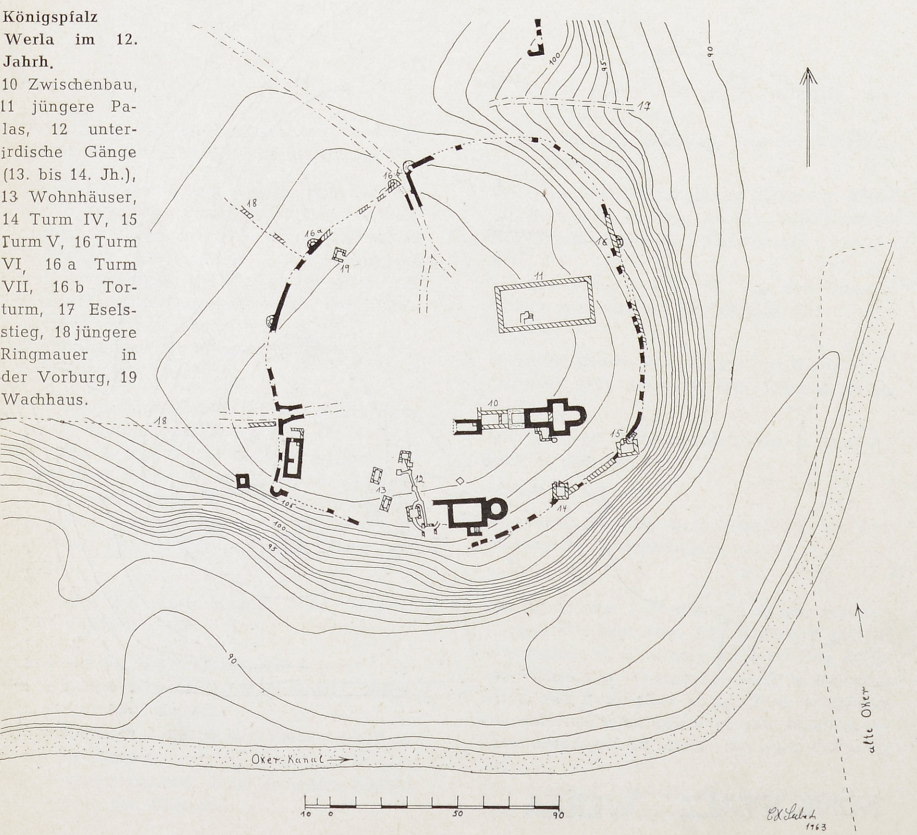 Königspfalz
Werla im 12.
Jahrh.
10 Zwischenbau,
11 jüngere Pa-
las, 12 unter-
irdische Gänge
(13. bis 14. Jh.),
13 Wohnhäuser,
14 Turm IV, 15
Turm V, 16 Turm
VI, 16 a Turm
VII, 16 b Tor-
turm, 17 Esels-
stieg, 18 jüngere
Ringmauer in
der Vorburg, 19
Wachhaus.
100
95
90
17
16
18
16a
19
11
16
10
18
15
13
12
14
105
100
95
90
alte Oker
Oker-Kanal
10 0 50 90
1963